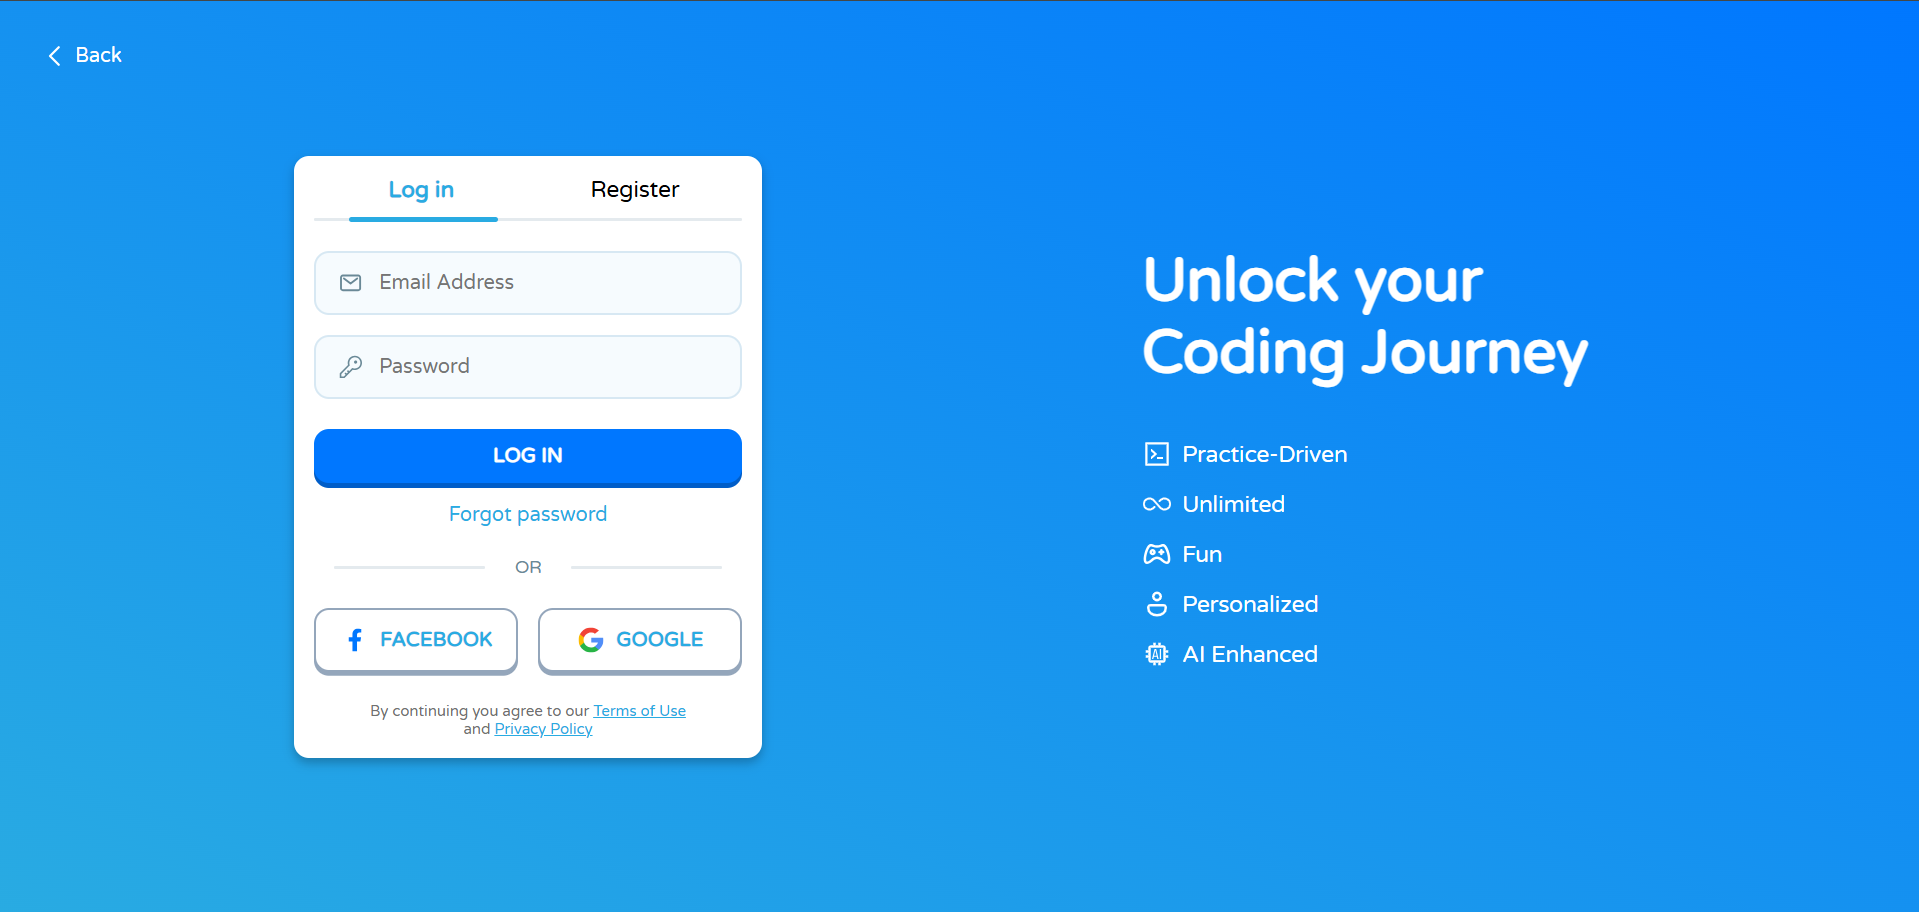 Back
Log in
Register
Email Address
Password
LOG IN
Forgot password
OR
FACEBOOK
GOOGLE
By continuing you agree to our Terms of Use
and Privacy Policy
Unlock your
Coding Journey
Practice-Driven
Unlimited
Fun
Personalized
AI
AI Enhanced